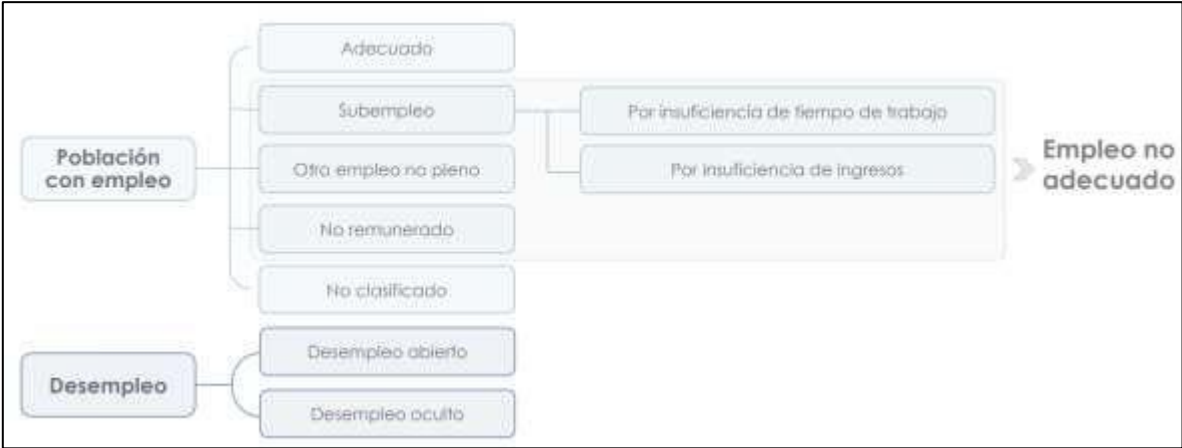 Adecuado
Subempleo
Por insuficiencia de tiempo de trabajo
Población
con empleo
Otro empleo no pleno
Por insuficiencia de ingresos
Empleo no
adecuado
No remunerado
No clasificado
Desempleo
Desempleo abierto
Desempleo oculto